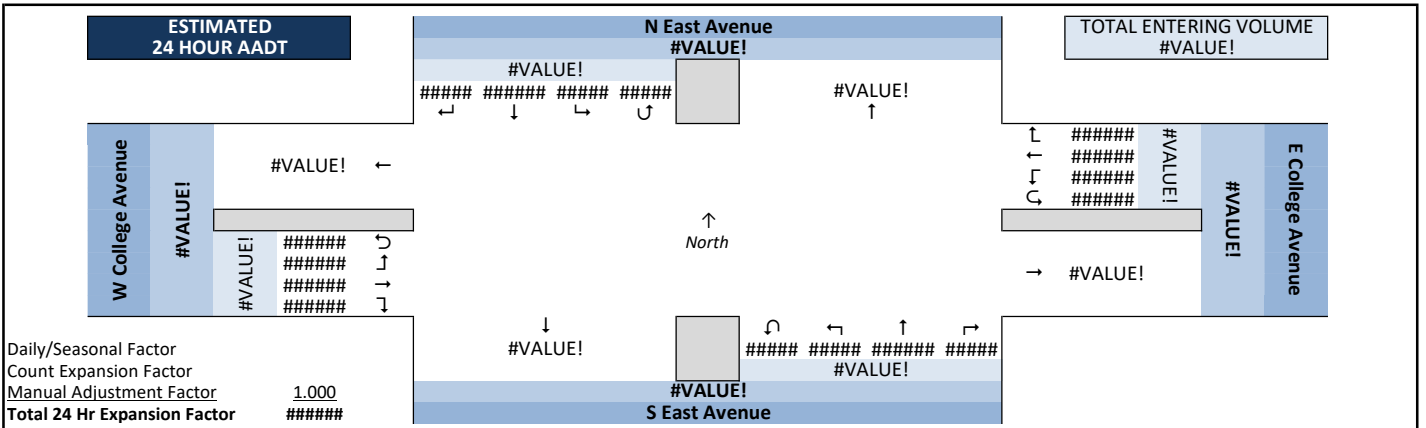 ESTIMATED
24 HOUR AADT
N East Avenue
#VALUE!
TOTAL ENTERING VOLUME
#VALUE!
#VALUE!
##### ###### ##### #####
↵ ↓ ↳ ↺
#VALUE!
↑
W College Avenue
#VALUE!
#VALUE! ←
↑
North
#VALUE!
###### ⮌
###### ↱
###### →
###### ↴
↰ ######
← ######
↲ ######
⮎ ######
#VALUE!
#VALUE!
E College Avenue
→ #VALUE!
↓
#VALUE!
↶ ↰ ↑ ↱
##### ##### ###### #####
#VALUE!
#VALUE!
S East Avenue
Daily/Seasonal Factor
Count Expansion Factor
Manual Adjustment Factor 1.000
Total 24 Hr Expansion Factor ######